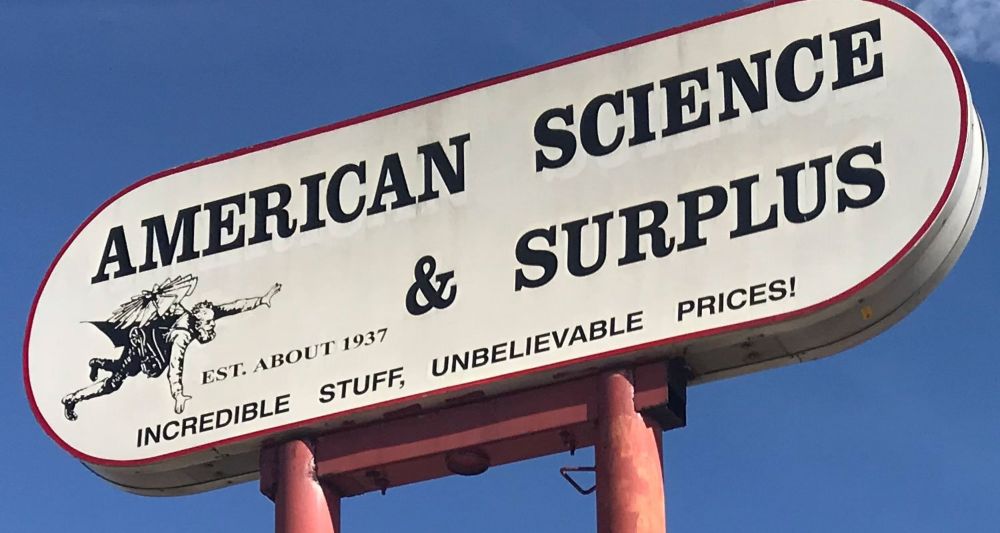 AMERICAN SCIENCE
& SURPLUS
EST. ABOUT 1937
INCREDIBLE STUFF, UNBELIEVABLE PRICES!